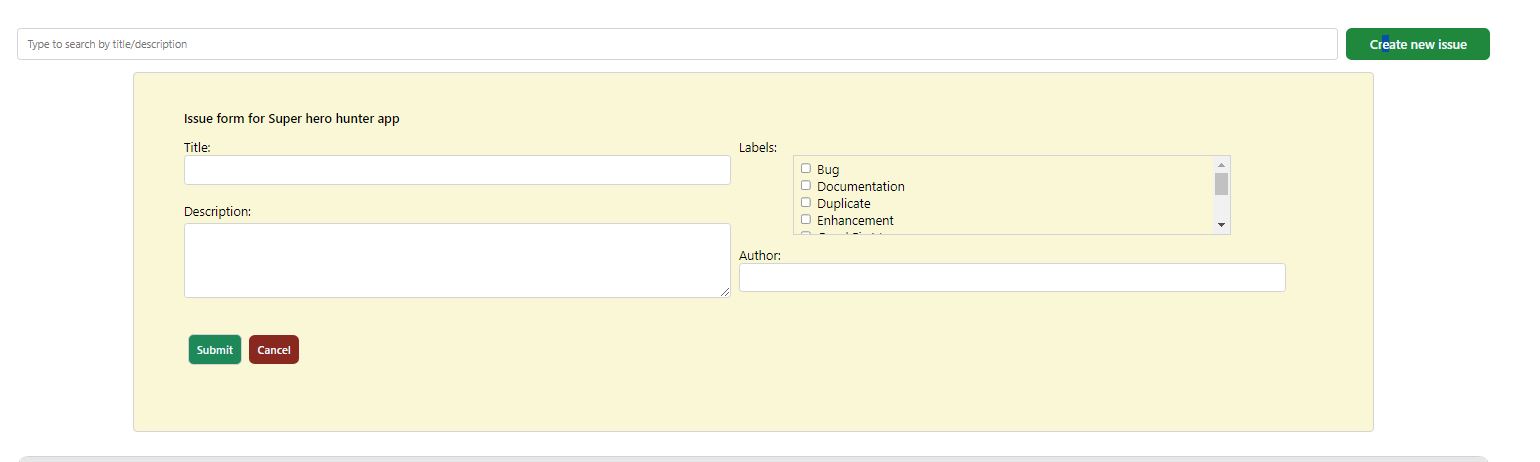 Type to search by title/description
Create new issue
Issue form for Super hero hunter app
Title:
Labels:
Bug
Documentation
Duplicate
Enhancement
Description:
Author:
Submit
Cancel